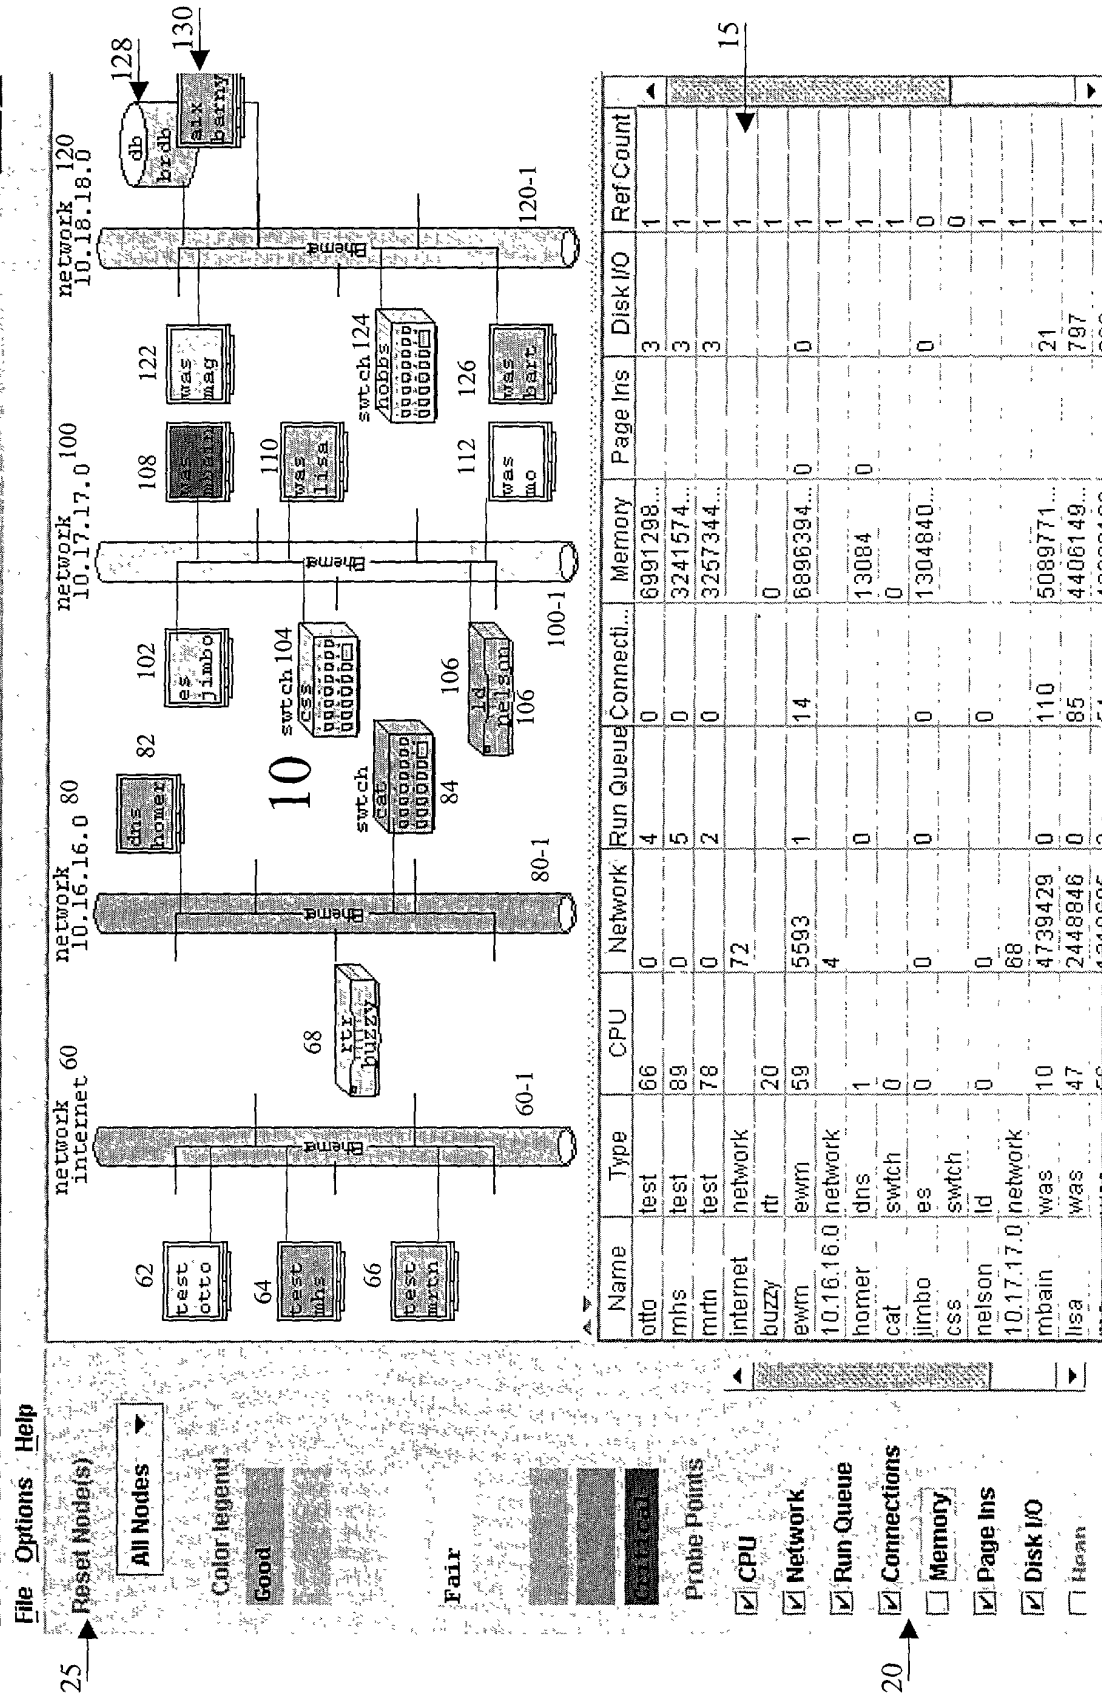 File Options Help
25
Reset Node(s)
All Nodes
Color legend
Good
Fair
Critical
Probe Points
CPU
Network
Run Queue
Connections
Memory
Page Ins
Disk I/O
20
network
internet 60
network
10.16.16.0 80
network
10.17.17.0 100
network
10.18.18.0 120
62
test
otto
64
test
mhs
66
test
mrtn
60-1
68
rtr
buzzy
80-1
82
dns
homer
swtch
cat
84
10
102
es
jimbo
swtch 104
css
106
ld
nelson
106
100-1
108
was
mbain
110
was
lisa
112
was
mo
122
was
mag
swtch 124
hobbs
126
was
bart
120-1
128
db
brdb
130
aix
barny
15
Name Type CPU Network Run Queue Connecti... Memory Page Ins Disk I/O Ref Count
otto test 66 0 4 0 6991298... 3 1
mhs test 89 0 5 0 3241574... 3 1
mrtn test 78 0 2 0 3257344... 3 1
internet network 72 1
buzzy rtr 20 0 1
ewm ewm 59 5593 1 14 6896394... 0 0 1
10.16.16.0 network 4 1
homer dns 1 0 13084 0 1
cat swtch 0 0 1
jimbo es 0 0 0 0 1304840... 0 0
css swtch 0
nelson ld 0 0 0 1
10.17.17.0 network 68 1
mbain was 10 4739429 0 110 5089771... 21 1
lisa was 47 2448846 0 85 4406149... 797 1